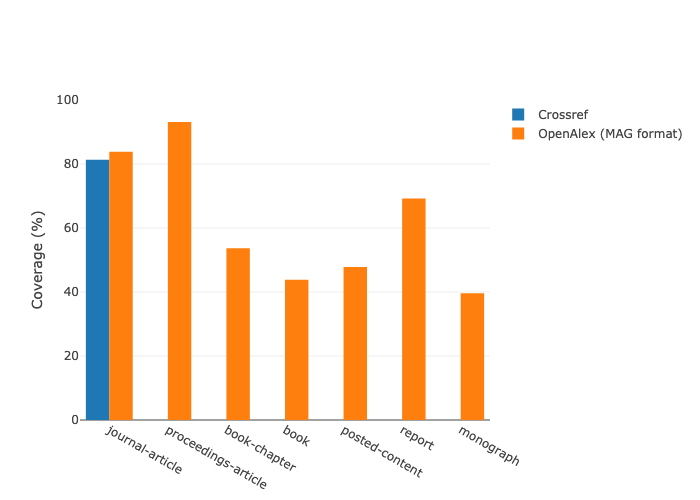 100
80
60
40
20
0
Coverage (%)
journal-article
proceedings-article
book-chapter
book
posted-content
report
monograph
Crossref
OpenAlex (MAG format)